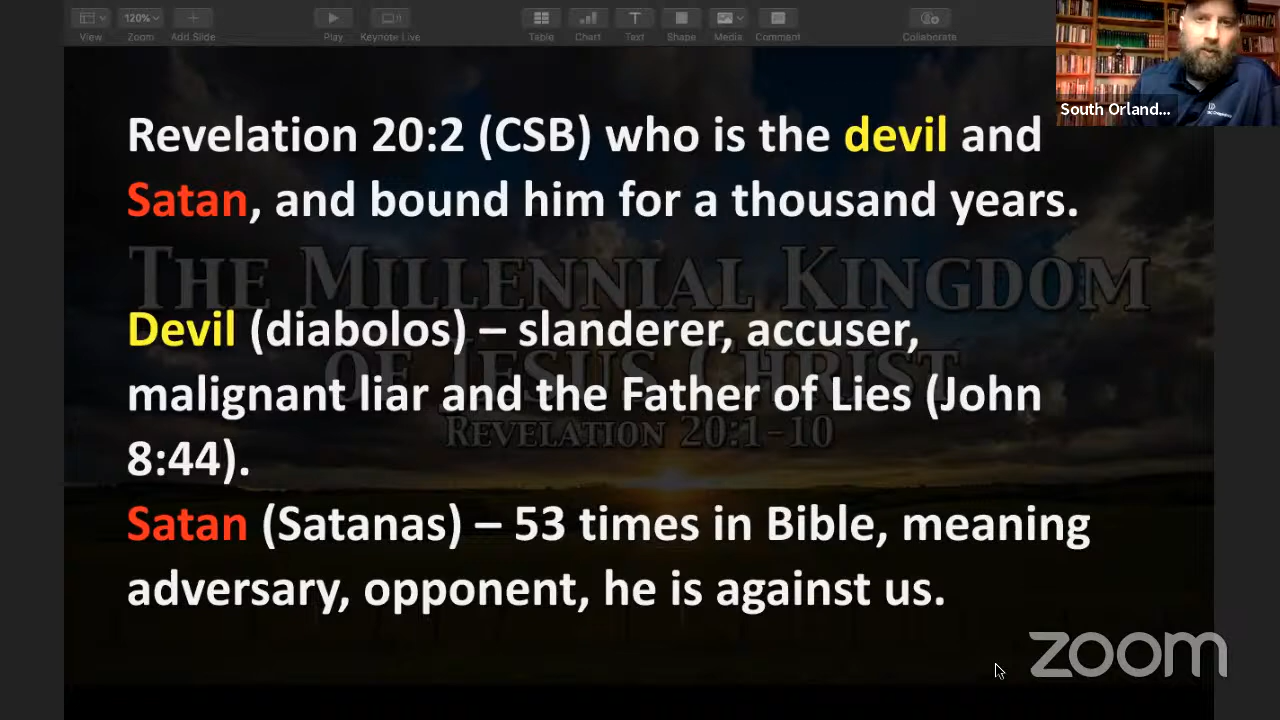 View
120%
Zoom
Add Slide
Play
Keynote Live
Table
Chart
Text
Shape
Media
Comment
Collaborate
South Orland...
Revelation 20:2 (CSB) who is the devil and
Satan, and bound him for a thousand years.
The Millennial Kingdom
Devil (diabolos) – slanderer, accuser,
of Jesus Christ
malignant liar and the Father of Lies (John
Revelation 20:1-10
8:44).
Satan (Satanas) – 53 times in Bible, meaning
adversary, opponent, he is against us.
zoom